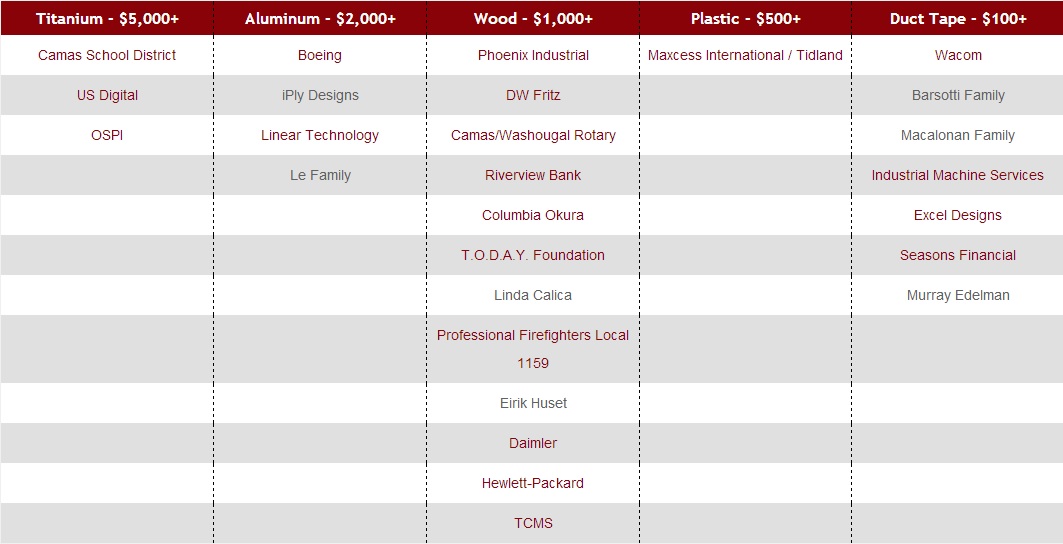 Titanium - $5,000+ Aluminum - $2,000+ Wood - $1,000+ Plastic - $500+ Duct Tape - $100+
Camas School District Boeing Phoenix Industrial Maxcess International / Tidland Wacom
US Digital iPly Designs DW Fritz Barsotti Family
OSPI Linear Technology Camas/Washougal Rotary Macalonan Family
Le Family Riverview Bank Industrial Machine Services
Columbia Okura Excel Designs
T.O.D.A.Y. Foundation Seasons Financial
Linda Calica Murray Edelman
Professional Firefighters Local
1159
Eirik Huset
Daimler
Hewlett-Packard
TCMS